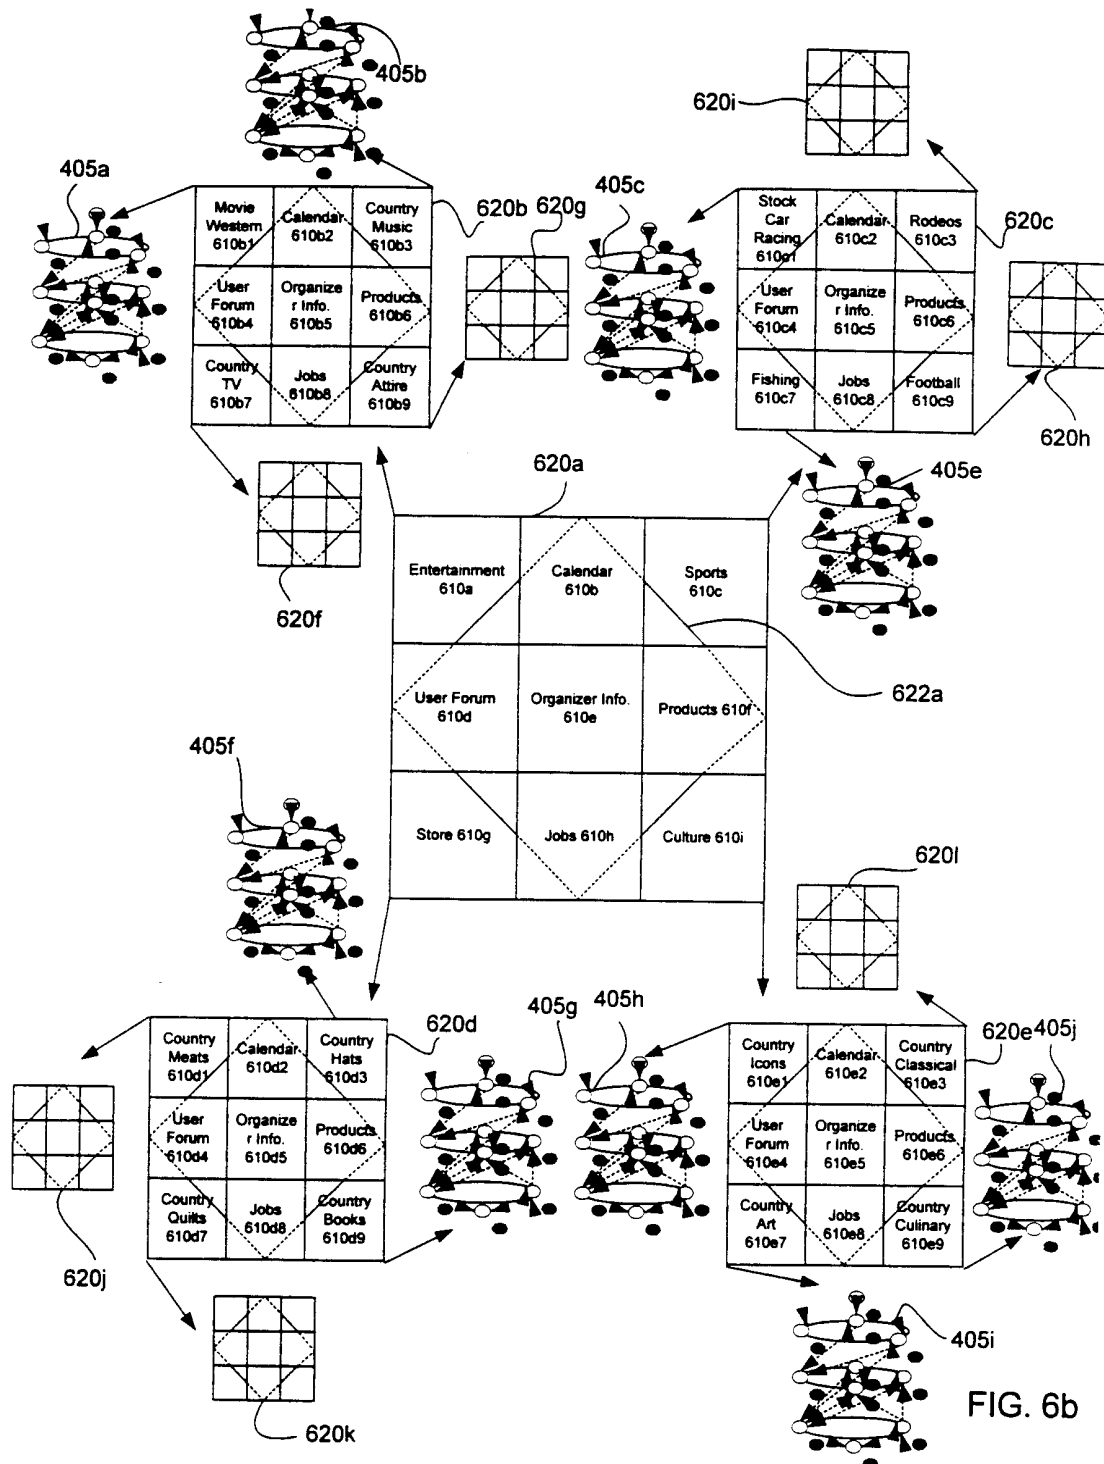 405b
620i
405a
405c
620b
620g
620c
Movie
Western
610b1
Calendar
610b2
Country
Music
610b3
User
Forum
610b4
Organize
r Info.
610b5
Products
610b6
Country
TV
610b7
Jobs
610b8
Country
Attire
610b9
Stock
Car
Racing
610c1
Calendar
610c2
Rodeos
610c3
User
Forum
610c4
Organize
r Info.
610c5
Products
610c6
Fishing
610c7
Jobs
610c8
Football
610c9
620h
620a
405e
620f
Entertainment
610a
Calendar
610b
Sports
610c
622a
User Forum
610d
Organizer Info.
610e
Products 610f
405f
Store 610g
Jobs 610h
Culture 610i
620l
405g
405h
620d
620e
405j
Country
Meats
610d1
Calendar
610d2
Country
Hats
610d3
User
Forum
610d4
Organize
r Info.
610d5
Products
610d6
Country
Quilts
610d7
Jobs
610d8
Country
Books
610d9
Country
Icons
610e1
Calendar
610e2
Country
Classical
610e3
User
Forum
610e4
Organize
r Info.
610e5
Products
610e6
Country
Art
610e7
Jobs
610e8
Country
Culinary
610e9
620j
405i
620k
FIG. 6b